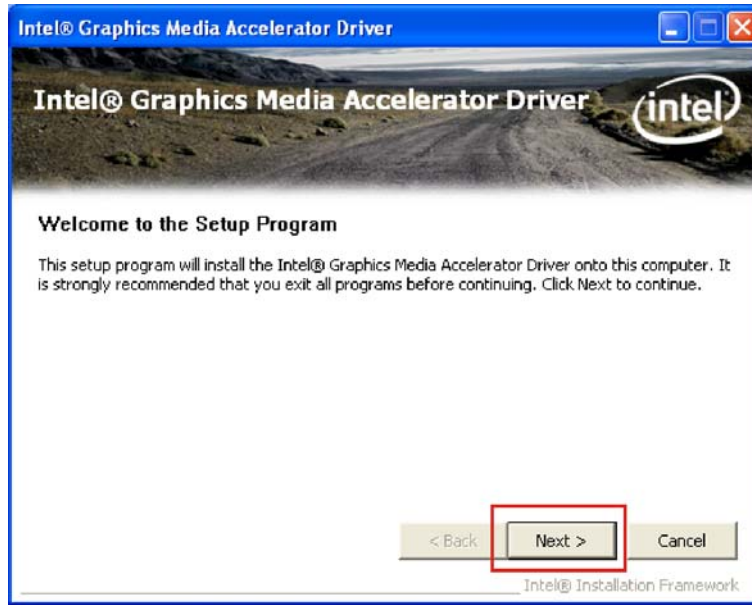 Intel® Graphics Media Accelerator Driver
Intel® Graphics Media Accelerator Driver
intel
Welcome to the Setup Program
This setup program will install the Intel® Graphics Media Accelerator Driver onto this computer. It
is strongly recommended that you exit all programs before continuing. Click Next to continue.
< Back Next > Cancel
Intel® Installation Framework